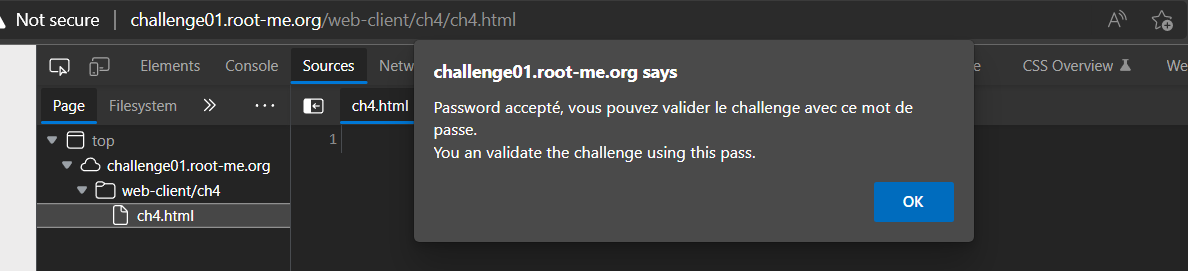 Not secure | challenge01.root-me.org/web-client/ch4/ch4.html
challenge01.root-me.org says
Password accepté, vous pouvez valider le challenge avec ce mot de
passe.
You an validate the challenge using this pass.
OK
Elements Console Sources Netw e CSS Overview We
Page Filesystem
ch4.html
top
1
challenge01.root-me.org
web-client/ch4
ch4.html